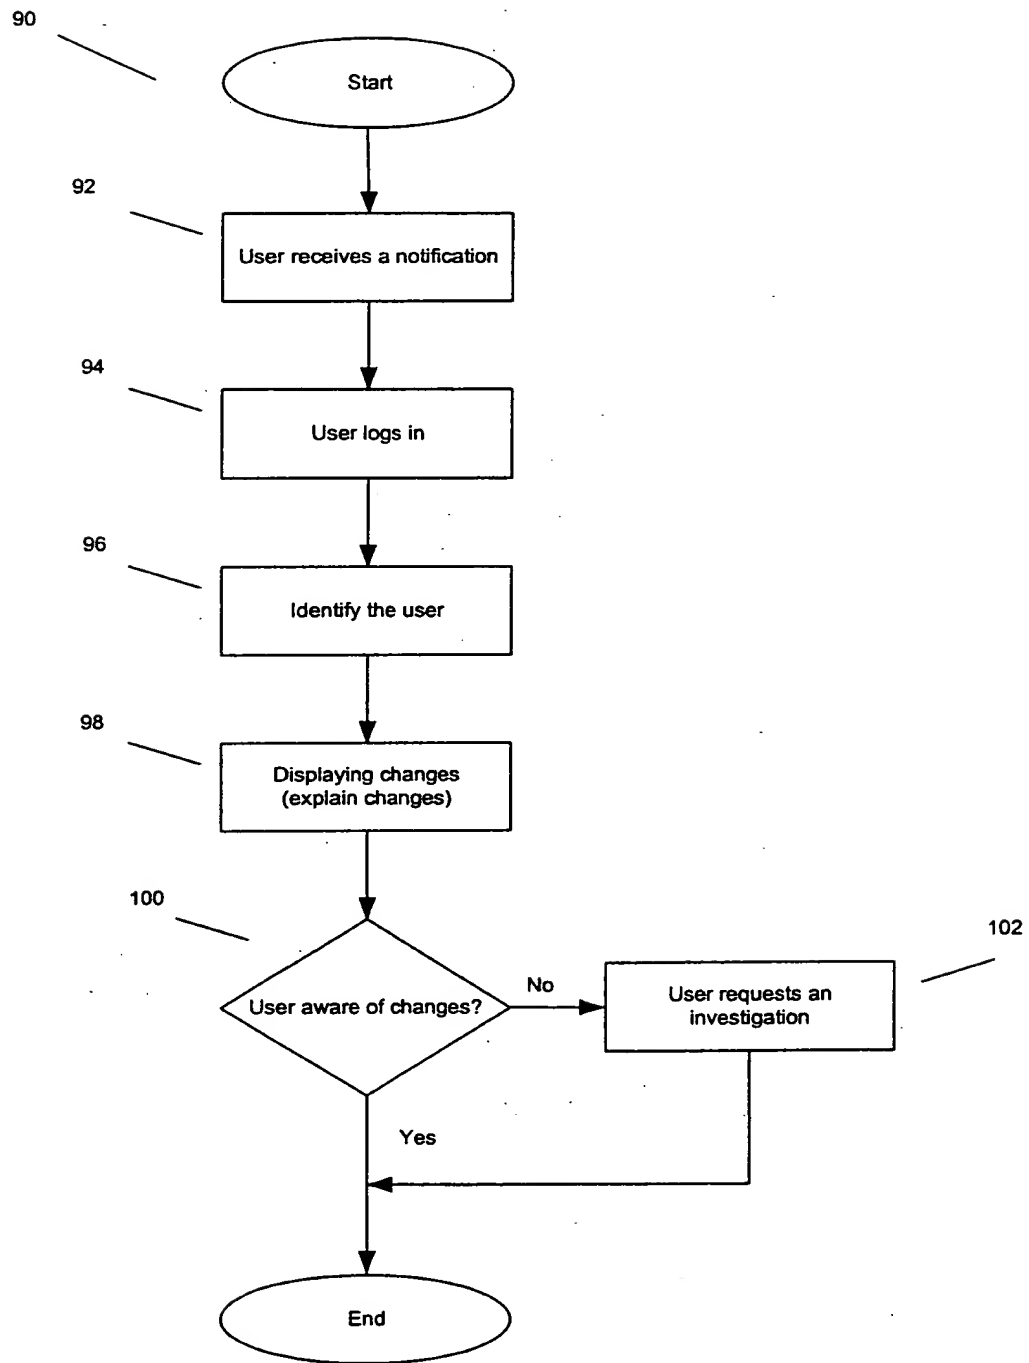 90
Start
92
User receives a notification
94
User logs in
96
Identify the user
98
Displaying changes
(explain changes)
100
User aware of changes?
No
102
User requests an
investigation
Yes
End